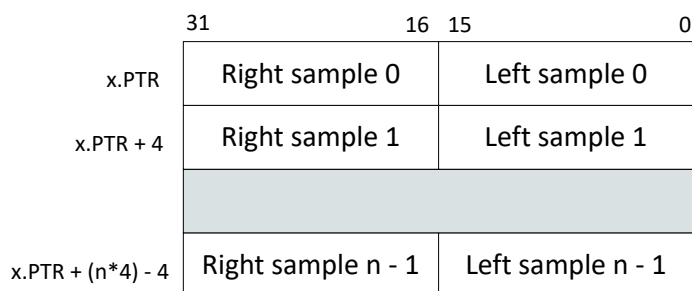 31 16 15 0
x.PTR Right sample 0 Left sample 0
x.PTR + 4 Right sample 1 Left sample 1
x.PTR + (n*4) - 4 Right sample n - 1 Left sample n - 1